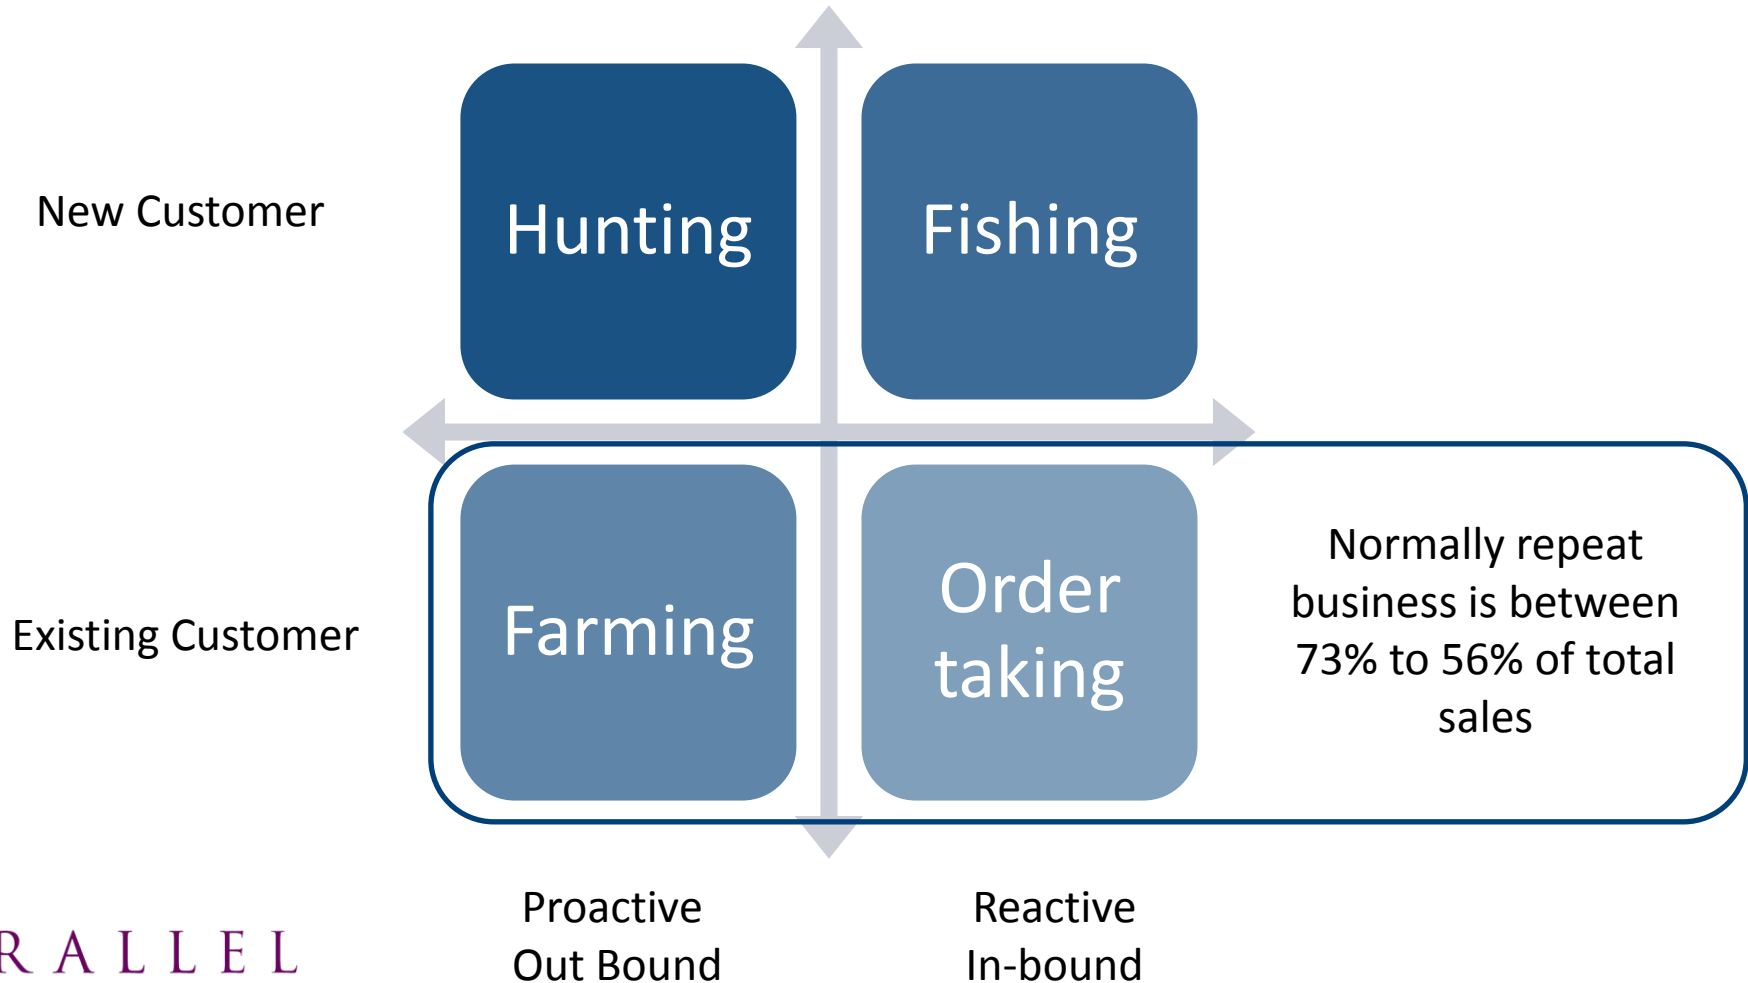 New Customer
Hunting
Fishing
Existing Customer
Farming
Order
taking
Normally repeat
business is between
73% to 56% of total
sales
Proactive
Out Bound
Reactive
In-bound
RALLEL